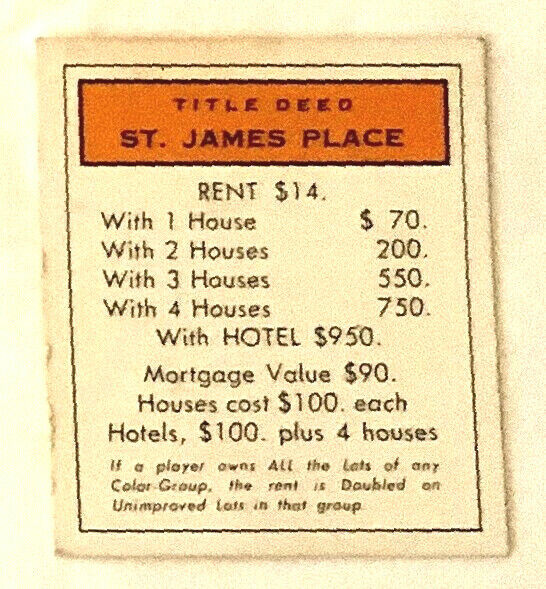 TITLE DEED
ST. JAMES PLACE
RENT $14.
With 1 House $ 70.
With 2 Houses 200.
With 3 Houses 550.
With 4 Houses 750.
With HOTEL $950.
Mortgage Value $90.
Houses cost $100. each
Hotels, $100. plus 4 houses
If a player owns ALL the Lots of any
Color-Group, the rent is Doubled on
Unimproved Lots in that group.